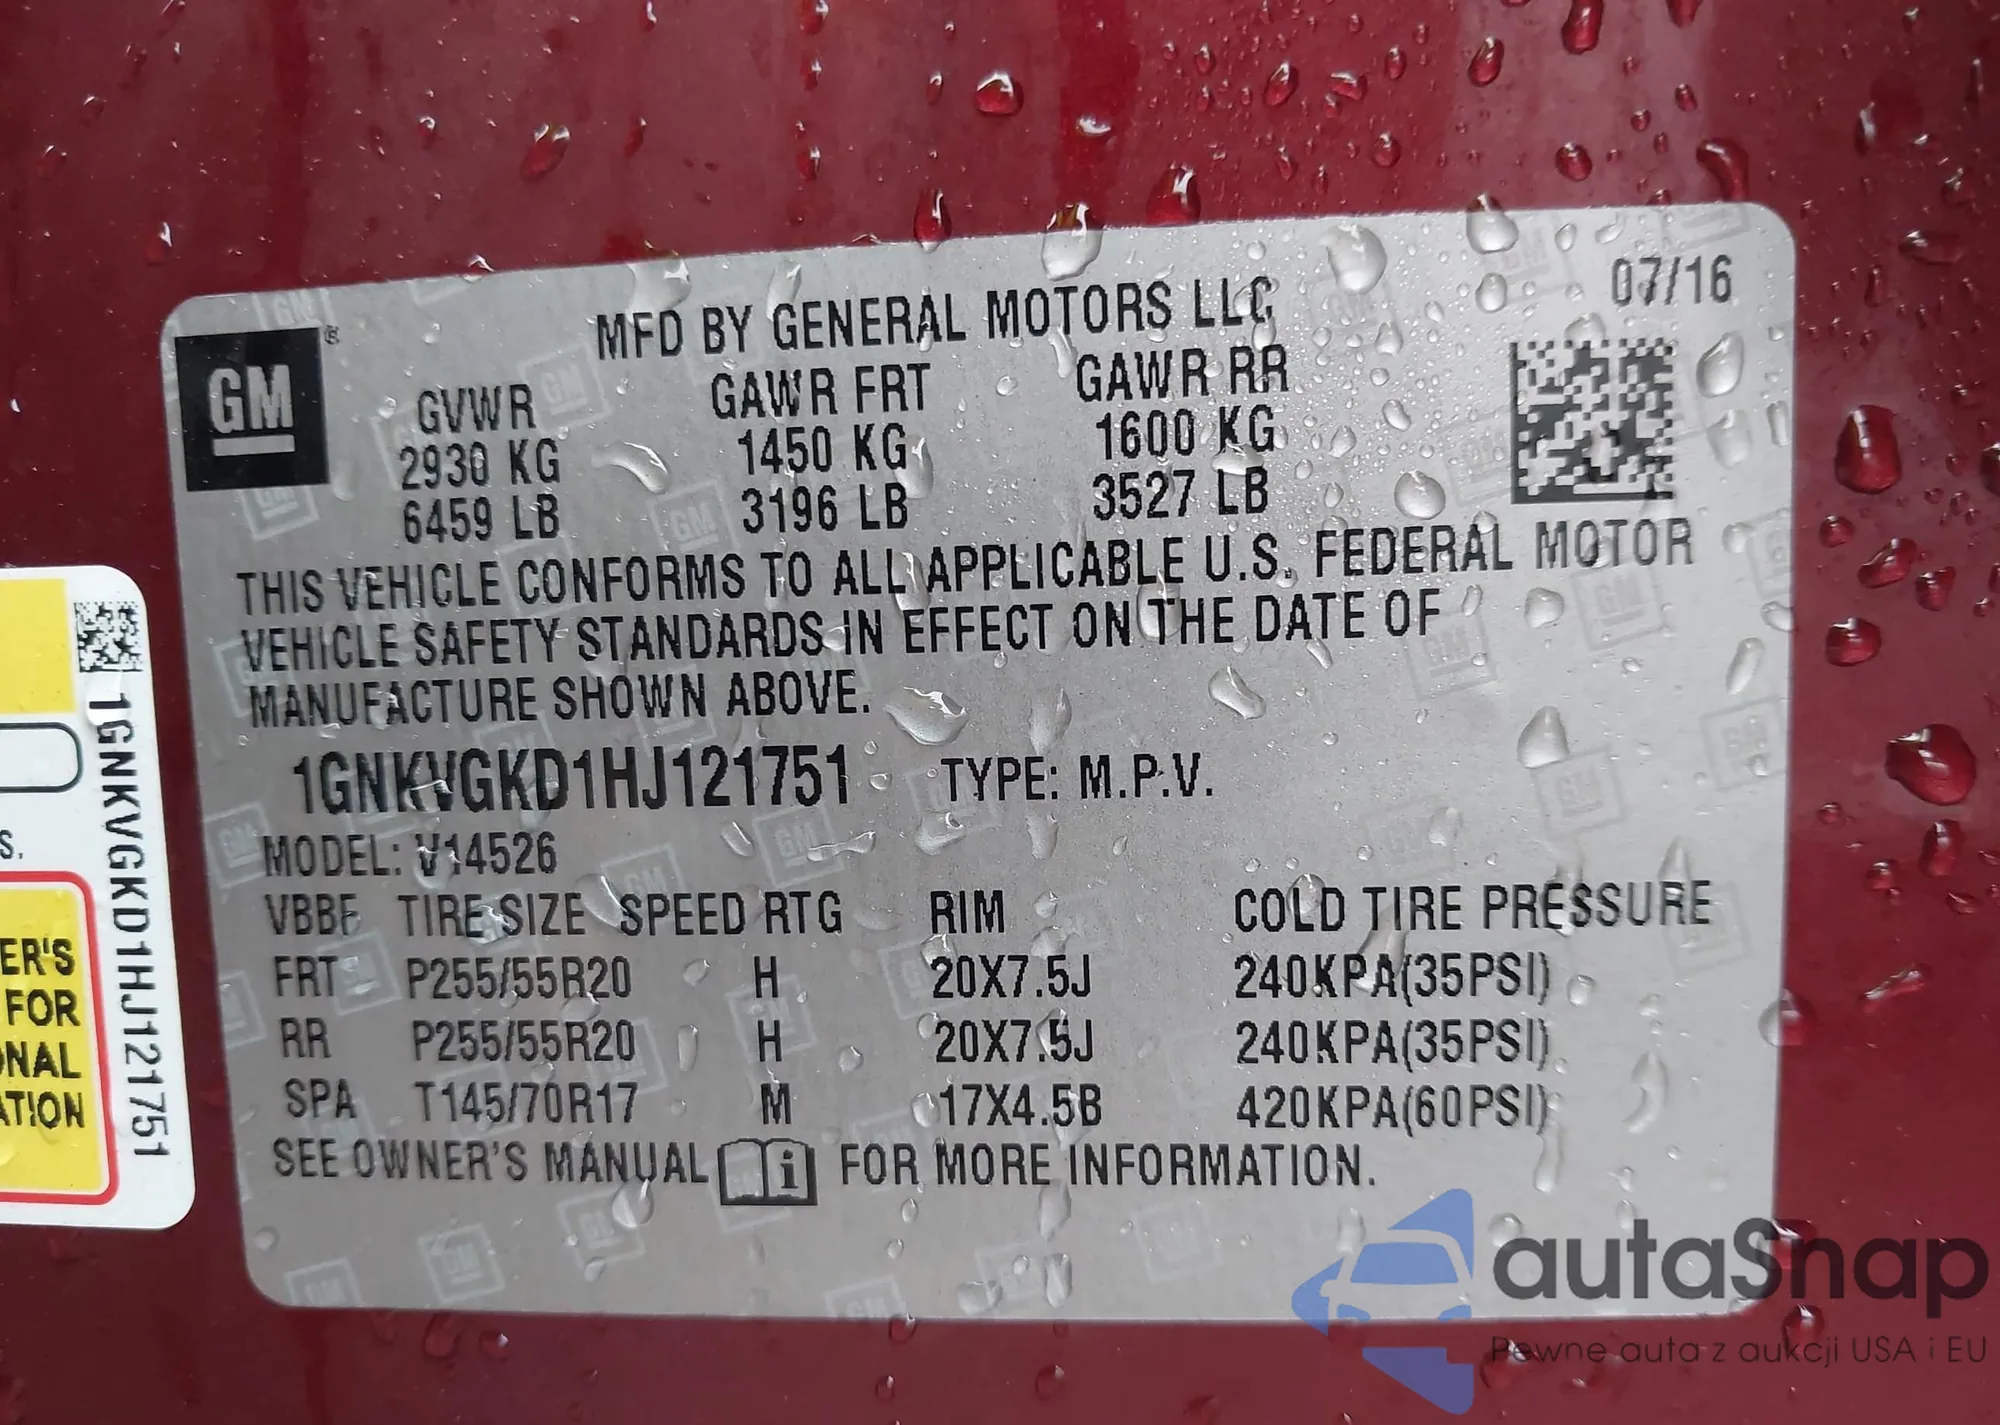 MFD BY GENERAL MOTORS LLC
07/16
GM
®
GVWR GAWR FRT GAWR RR
2930 KG 1450 KG 1600 KG
6459 LB 3196 LB 3527 LB
THIS VEHICLE CONFORMS TO ALL APPLICABLE U.S. FEDERAL MOTOR
VEHICLE SAFETY STANDARDS IN EFFECT ON THE DATE OF
MANUFACTURE SHOWN ABOVE.
1GNKVGKD1HJ121751 TYPE: M.P.V.
MODEL: V14526
TIRE SIZE SPEED RTG RIM COLD TIRE PRESSURE
FRT P255/55R20 H 20X7.5J 240KPA(35PSI)
RR P255/55R20 H 20X7.5J 240KPA(35PSI)
SPA T145/70R17 M 17X4.5B 420KPA(60PSI)
SEE OWNER'S MANUAL i FOR MORE INFORMATION.
1GNKVGKD1HJ121751
S.
ER'S
FOR
ONAL
ATION
autaSnap
Pewne auta z aukcji USA i EU